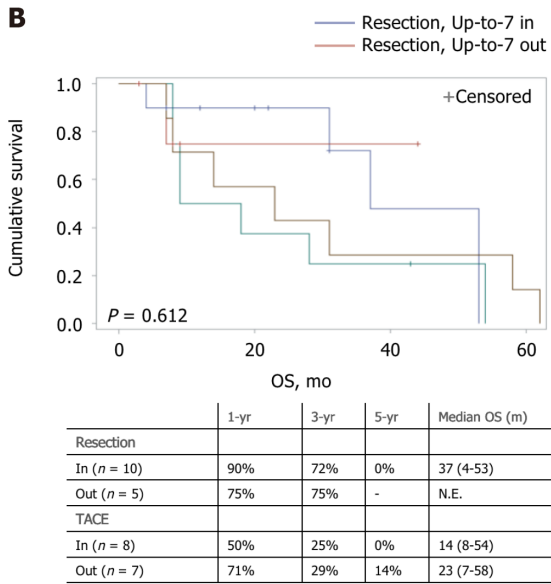 B
Resection, Up-to-7 in
Resection, Up-to-7 out
+Censored
Cumulative survival
1.0
0.8
0.6
0.4
0.2
0.0
P = 0.612
0 20 40 60
OS, mo
1-yr 3-yr 5-yr Median OS (m)
Resection
In (n = 10) 90% 72% 0% 37 (4-53)
Out (n = 5) 75% 75% - N.E.
TACE
In (n = 8) 50% 25% 0% 14 (8-54)
Out (n = 7) 71% 29% 14% 23 (7-58)